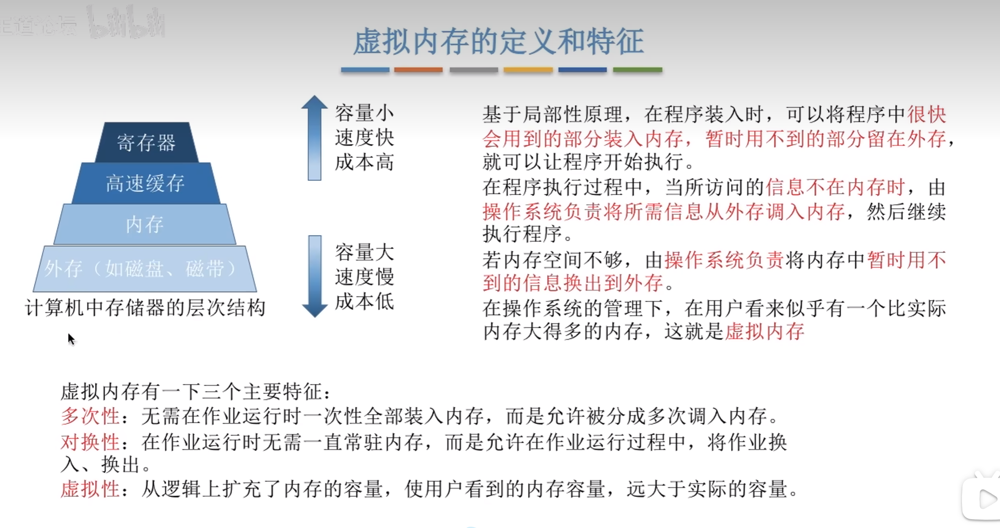 王道论坛 bilibili
虚拟内存的定义和特征
寄存器
高速缓存
内存
外存（如磁盘、磁带）
计算机中存储器的层次结构
容量小
速度快
成本高
容量大
速度慢
成本低
基于局部性原理，在程序装入时，可以将程序中很快
会用到的部分装入内存，暂时用不到的部分留在外存，
就可以让程序开始执行。
在程序执行过程中，当所访问的信息不在内存时，由
操作系统负责将所需信息从外存调入内存，然后继续
执行程序。
若内存空间不够，由操作系统负责将内存中暂时用不
到的信息换出到外存。
在操作系统的管理下，在用户看来似乎有一个比实际
内存大得多的内存，这就是虚拟内存
虚拟内存有一下三个主要特征：
多次性：无需在作业运行时一次性全部装入内存，而是允许被分成多次调入内存。
对换性：在作业运行时无需一直常驻内存，而是允许在作业运行过程中，将作业换
入、换出。
虚拟性：从逻辑上扩充了内存的容量，使用户看到的内存容量，远大于实际的容量。